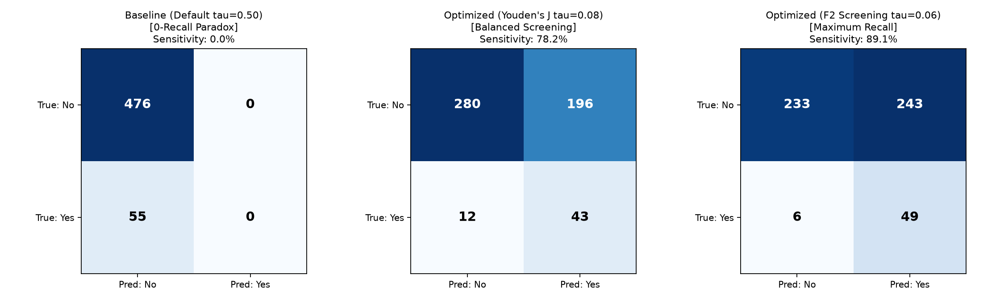 Baseline (Default tau=0.50)
[0-Recall Paradox]
Sensitivity: 0.0%
True: No
476
0
True: Yes
55
0
Pred: No
Pred: Yes
Optimized (Youden's J tau=0.08)
[Balanced Screening]
Sensitivity: 78.2%
True: No
280
196
True: Yes
12
43
Pred: No
Pred: Yes
Optimized (F2 Screening tau=0.06)
[Maximum Recall]
Sensitivity: 89.1%
True: No
233
243
True: Yes
6
49
Pred: No
Pred: Yes